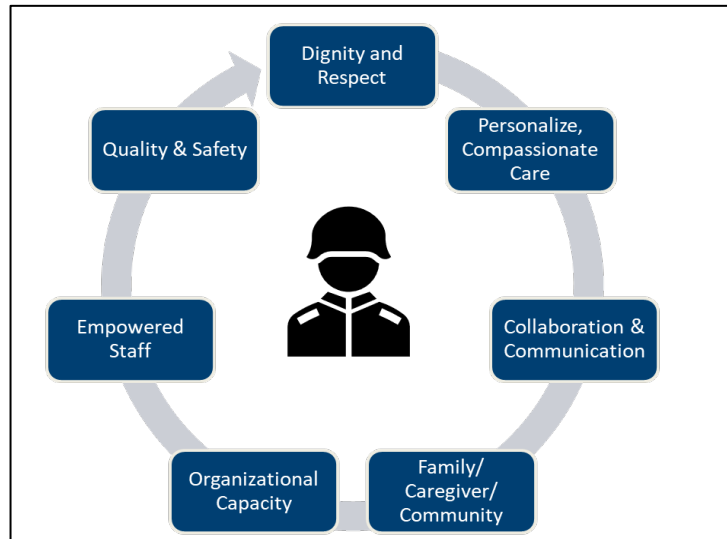 Dignity and
Respect
Personalize,
Compassionate
Care
Collaboration &
Communication
Family/
Caregiver/
Community
Organizational
Capacity
Empowered
Staff
Quality & Safety